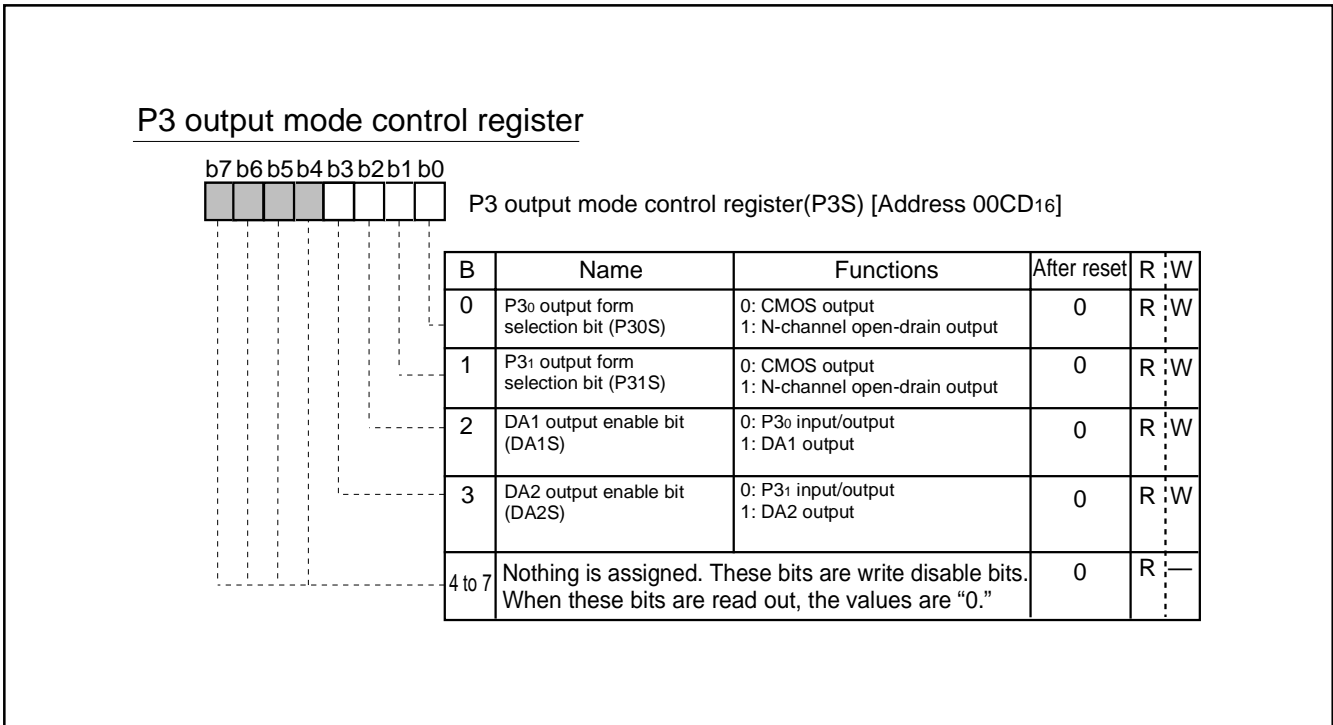 P3 output mode control register
b7 b6 b5 b4 b3 b2 b1 b0
P3 output mode control register(P3S) [Address 00CD16]
B Name Functions After reset R W
0 P30 output form selection bit (P30S) 0: CMOS output 1: N-channel open-drain output 0 R W
1 P31 output form selection bit (P31S) 0: CMOS output 1: N-channel open-drain output 0 R W
2 DA1 output enable bit (DA1S) 0: P30 input/output 1: DA1 output 0 R W
3 DA2 output enable bit (DA2S) 0: P31 input/output 1: DA2 output 0 R W
4 to 7 Nothing is assigned. These bits are write disable bits. When these bits are read out, the values are “0.” 0 R —